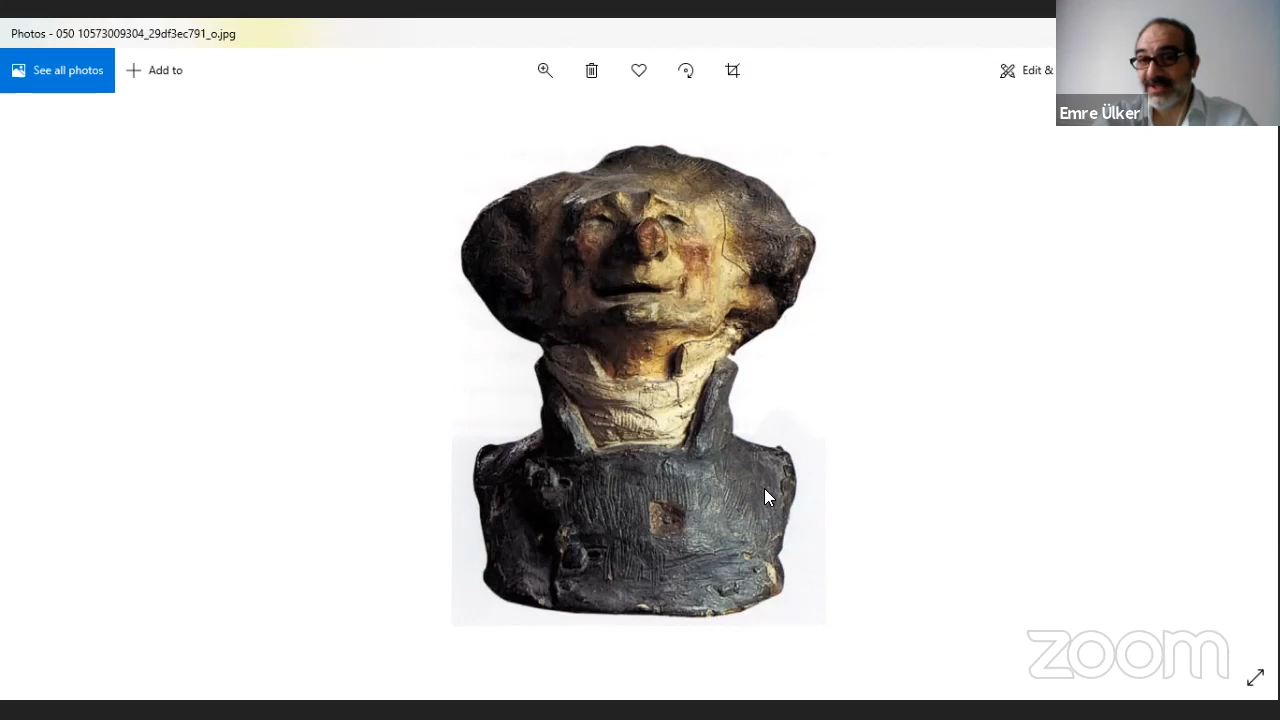 Photos - 050 10573009304_29df3ec791_o.jpg
See all photos
Add to
Edit &
Emre Ülker
zoom